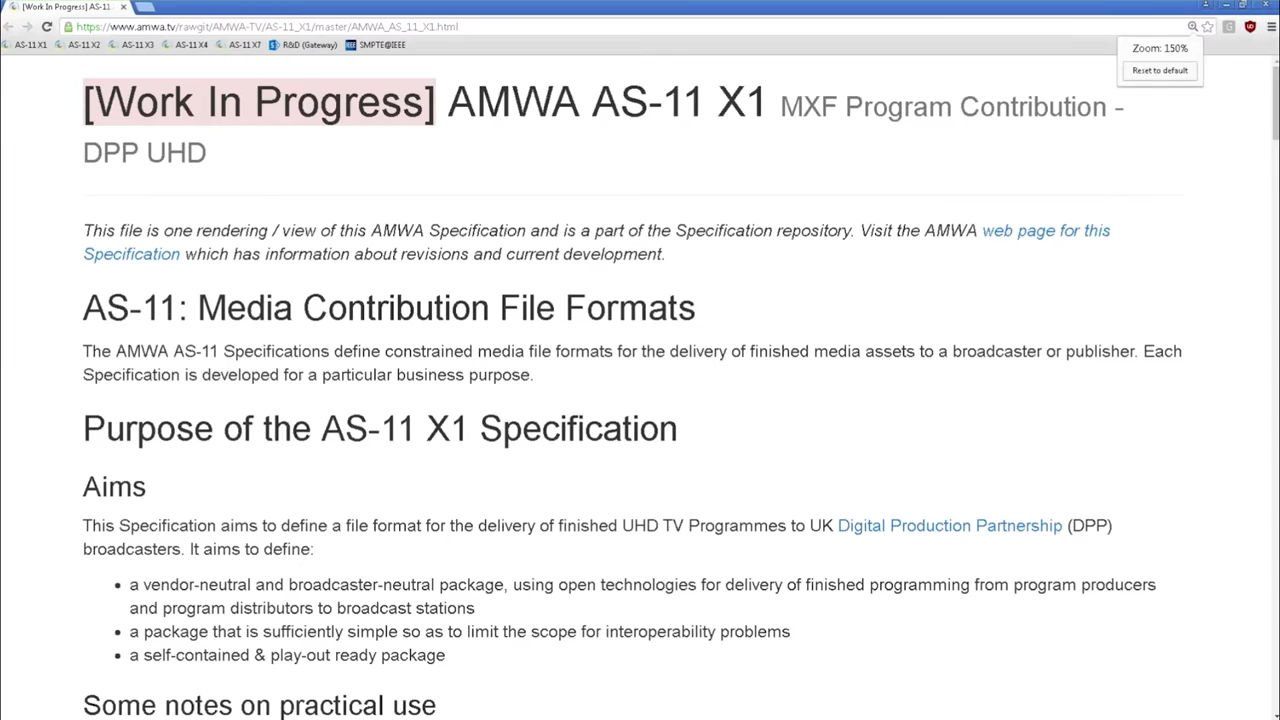 [Work In Progress] AS-11
https://www.amwa.tv/rawgit/AMWA-TV/AS-11_X1/master/AMWA_AS_11_X1.html
AS-11 X1 AS-11 X2 AS-11 X3 AS-11 X4 AS-11 X7 R&D (Gateway) SMPTE@IEEE
Zoom: 150%
Reset to default
[Work In Progress] AMWA AS-11 X1 MXF Program Contribution -
DPP UHD
This file is one rendering / view of this AMWA Specification and is a part of the Specification repository. Visit the AMWA web page for this
Specification which has information about revisions and current development.
AS-11: Media Contribution File Formats
The AMWA AS-11 Specifications define constrained media file formats for the delivery of finished media assets to a broadcaster or publisher. Each
Specification is developed for a particular business purpose.
Purpose of the AS-11 X1 Specification
Aims
This Specification aims to define a file format for the delivery of finished UHD TV Programmes to UK Digital Production Partnership (DPP)
broadcasters. It aims to define:
• a vendor-neutral and broadcaster-neutral package, using open technologies for delivery of finished programming from program producers
and program distributors to broadcast stations
• a package that is sufficiently simple so as to limit the scope for interoperability problems
• a self-contained & play-out ready package
Some notes on practical use